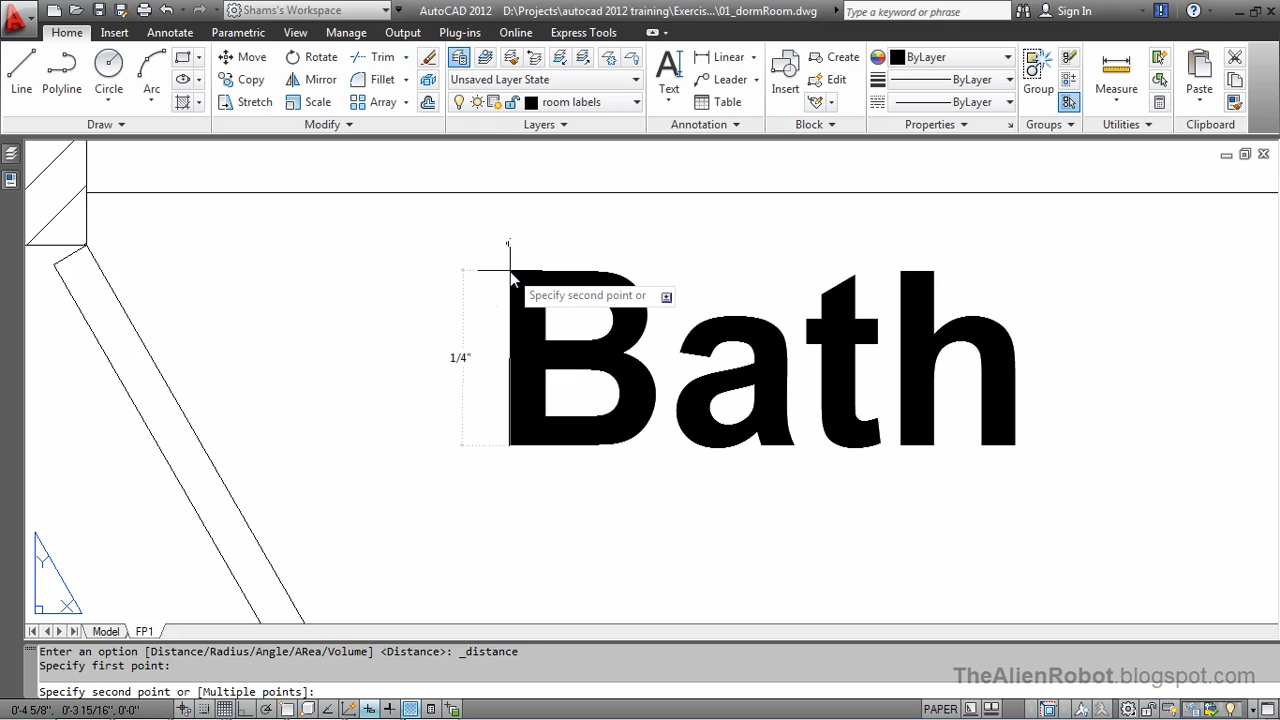 Shams's Workspace
AutoCAD 2012 D:\Projects\autocad 2012 training\Exercis...\01_dormRoom.dwg
Type a keyword or phrase
Sign In
Home Insert Annotate Parametric View Manage Output Plug-ins Online Express Tools
Line Polyline Circle Arc
Move Rotate Trim
Copy Mirror Fillet
Stretch Scale Array
Unsaved Layer State
room labels
Text
Linear
Leader
Table
Insert
Create
Edit
ByLayer
ByLayer
ByLayer
Group
Measure
Paste
Draw Modify Layers Annotation Block Properties Groups Utilities Clipboard
Specify second point or
1/4"
Bath
Y
X
Model FP1
Enter an option [Distance/Radius/Angle/ARea/Volume] <Distance>: _distance
Specify first point:
Specify second point or [Multiple points]:
TheAlienRobot.blogspot.com
0'-4 5/8", 0'-3 15/16", 0'-0"
PAPER